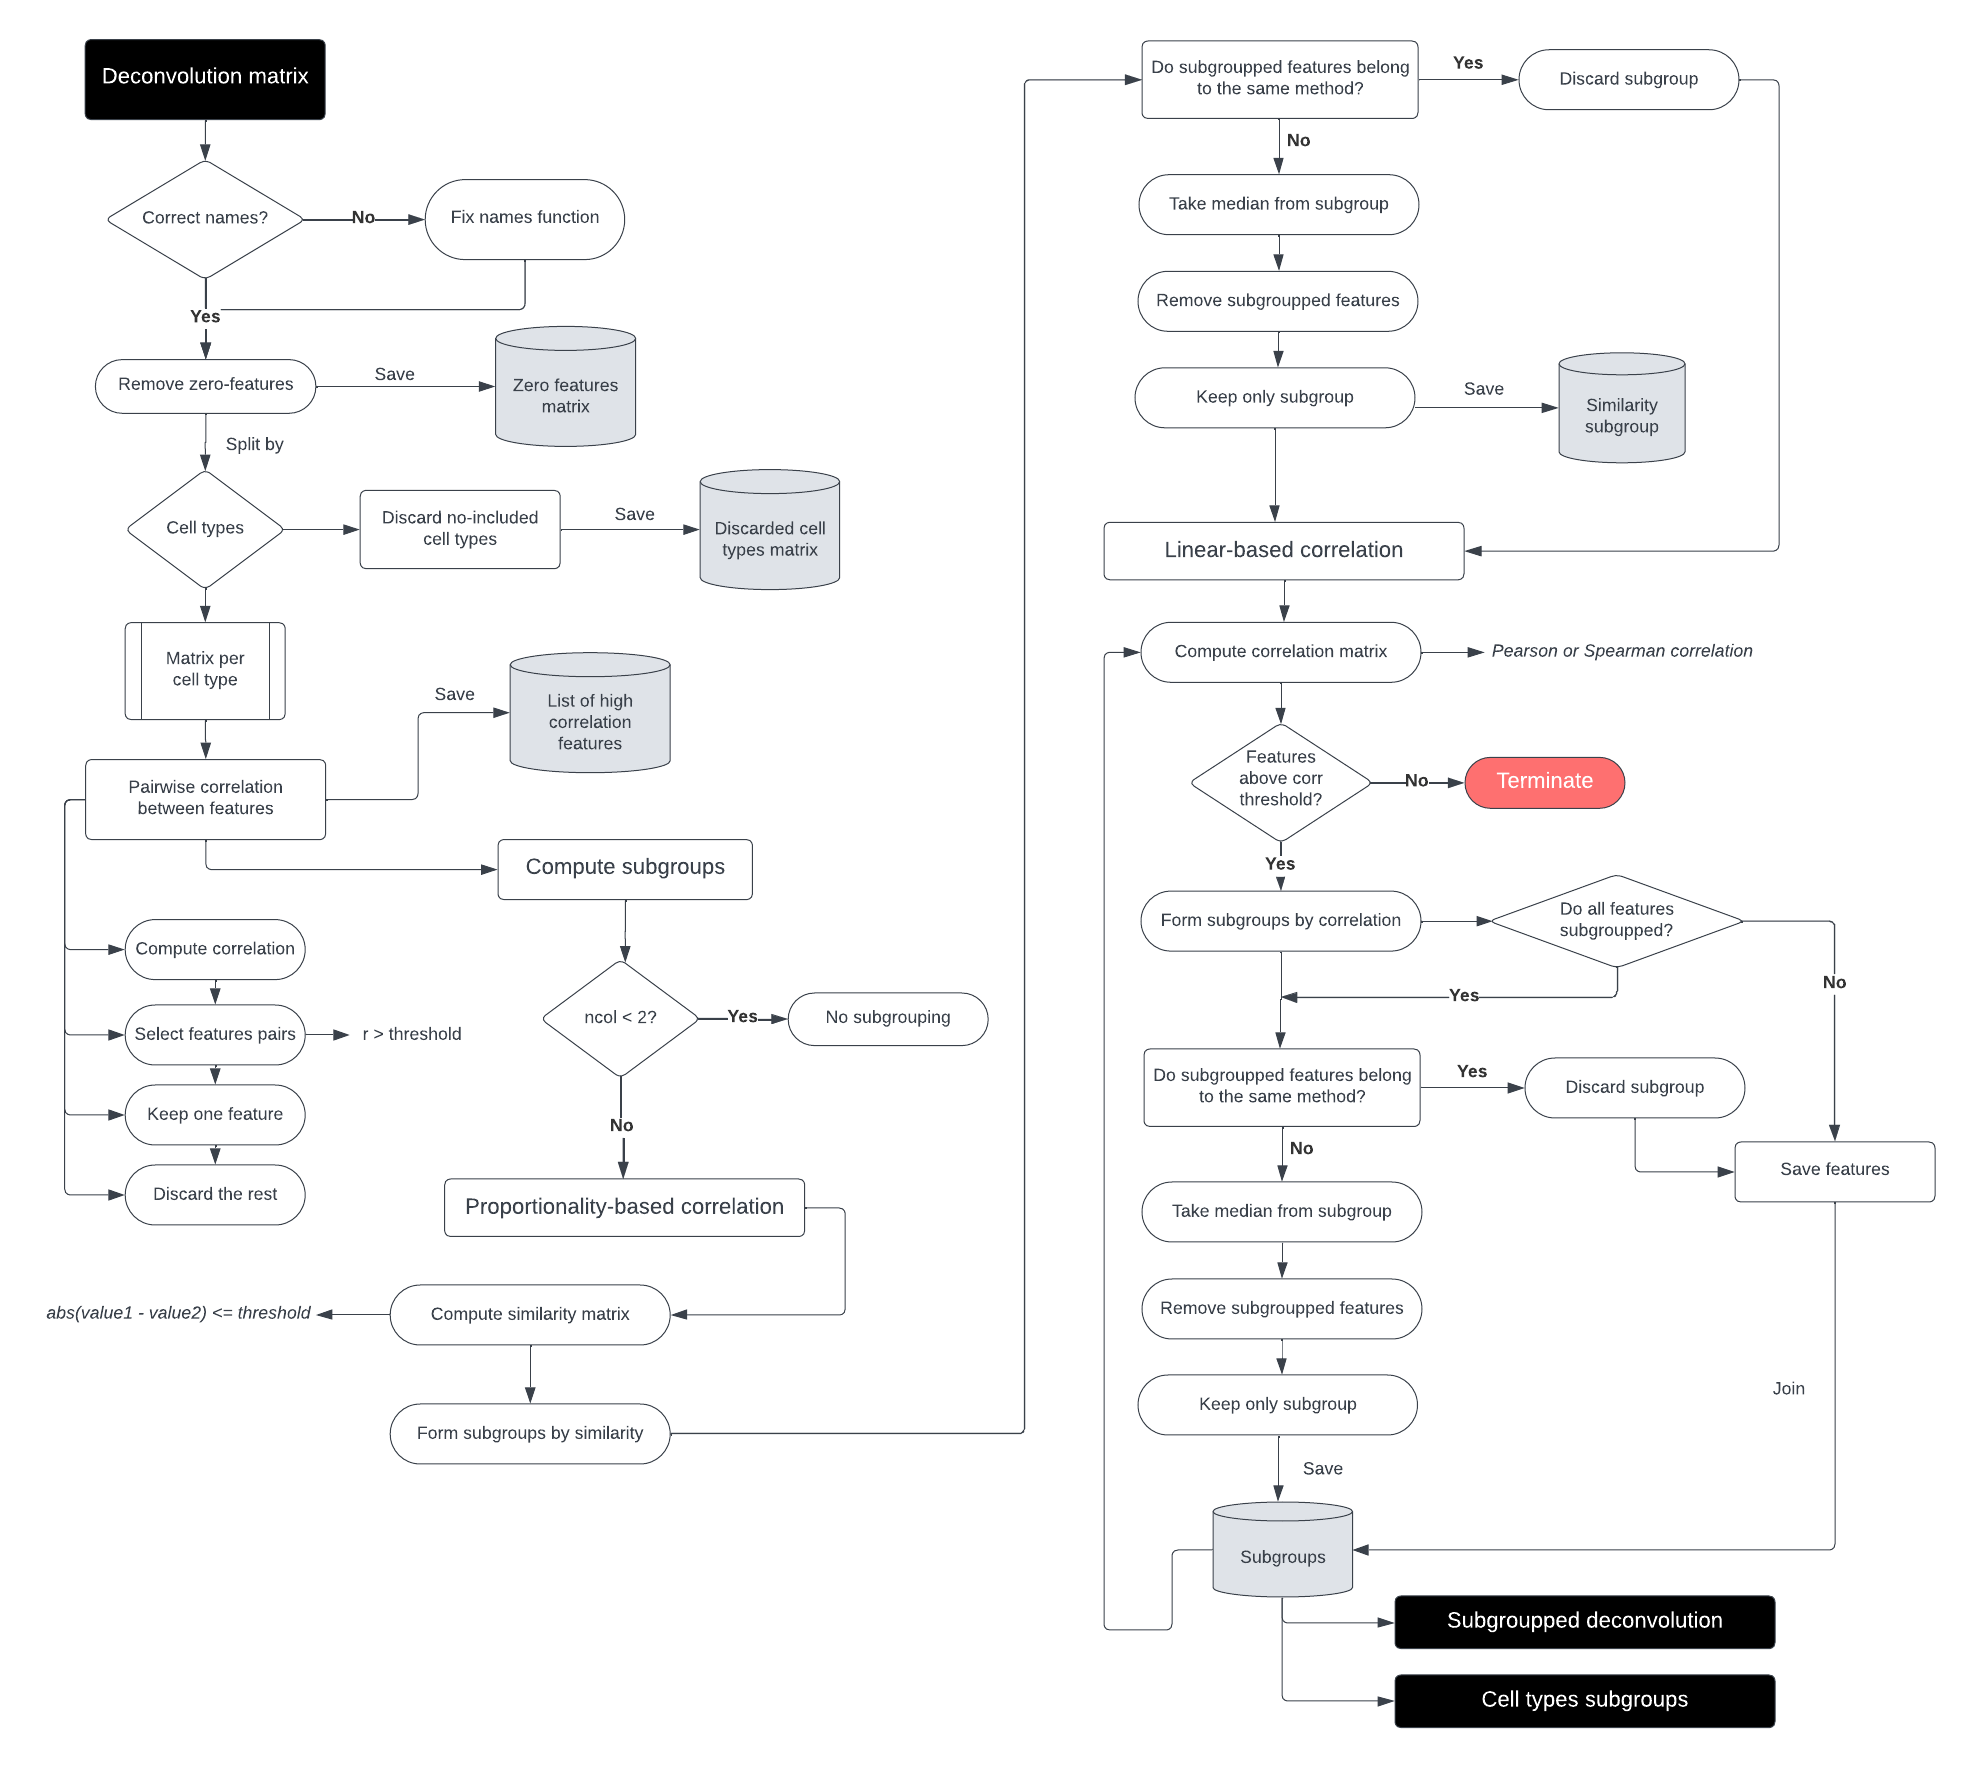 Deconvolution matrix
Correct names?
No
Fix names function
Yes
Remove zero-features
Save
Zero features
matrix
Split by
Cell types
Discard no-included
cell types
Save
Discarded cell
types matrix
Matrix per
cell type
Save
List of high
correlation
features
Pairwise correlation
between features
Compute subgroups
Compute correlation
Select features pairs
r > threshold
Keep one feature
Discard the rest
ncol < 2?
Yes
No subgrouping
No
Proportionality-based correlation
Compute similarity matrix
abs(value1 - value2) <= threshold
Form subgroups by similarity
Do subgroupped features belong
to the same method?
Yes
Discard subgroup
No
Take median from subgroup
Remove subgroupped features
Keep only subgroup
Save
Similarity
subgroup
Linear-based correlation
Compute correlation matrix
Pearson or Spearman correlation
Features
above corr
threshold?
No
Terminate
Yes
Form subgroups by correlation
Do all features
subgroupped?
No
Yes
Do subgroupped features belong
to the same method?
Yes
Discard subgroup
No
Save features
Take median from subgroup
Remove subgroupped features
Keep only subgroup
Join
Save
Subgroups
Subgroupped deconvolution
Cell types subgroups